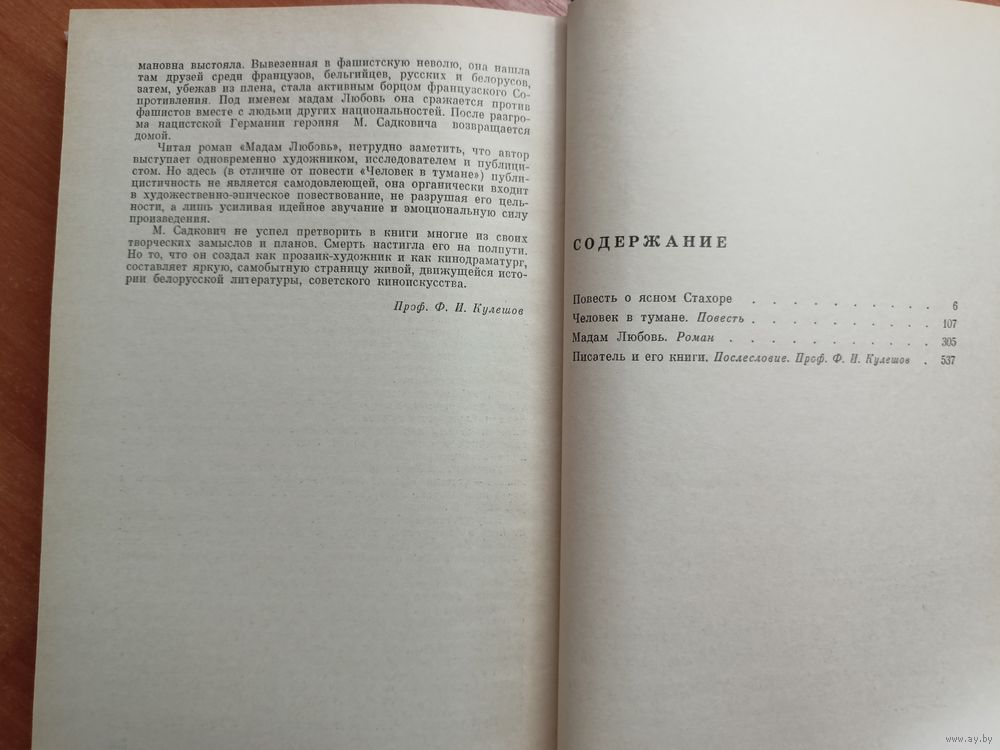 мановна выстояла. Вывезенная в фашистскую неволю, она нашла
там друзей среди французов, бельгийцев, русских и белорусов,
затем, убежав из плена, стала активным борцом французского Со-
противления. Под именем мадам Любовь она сражается против
фашистов вместе с людьми других национальностей. После разгро-
ма нацистской Германии героиня М. Садковича возвращается
домой.
Читая роман «Мадам Любовь», нетрудно заметить, что автор
выступает одновременно художником, исследователем и публици-
стом. Но здесь (в отличие от повести «Человек в тумане») публи-
цистичность не является самодовлеющей, она органически входит
в художественно-эпическое повествование, не разрушая его цель-
ности, а лишь усиливая идейное звучание и эмоциональную силу
произведения.
М. Садкович не успел претворить в книги многие из своих
творческих замыслов и планов. Смерть настигла его на полпути.
Но то, что он создал как прозаик-художник и как кинодраматург,
составляет яркую, самобытную страницу живой, движущейся исто-
рии белорусской литературы, советского киноискусства.
Проф. Ф. И. Кулешов
СОДЕРЖАНИЕ
Повесть о ясном Стахоре . . . . . . . . . . 6
Человек в тумане. Повесть . . . . . . . . . . 107
Мадам Любовь. Роман . . . . . . . . . . . 305
Писатель и его книги. Послесловие. Проф. Ф. И. Кулешов . 537
www.ay.by